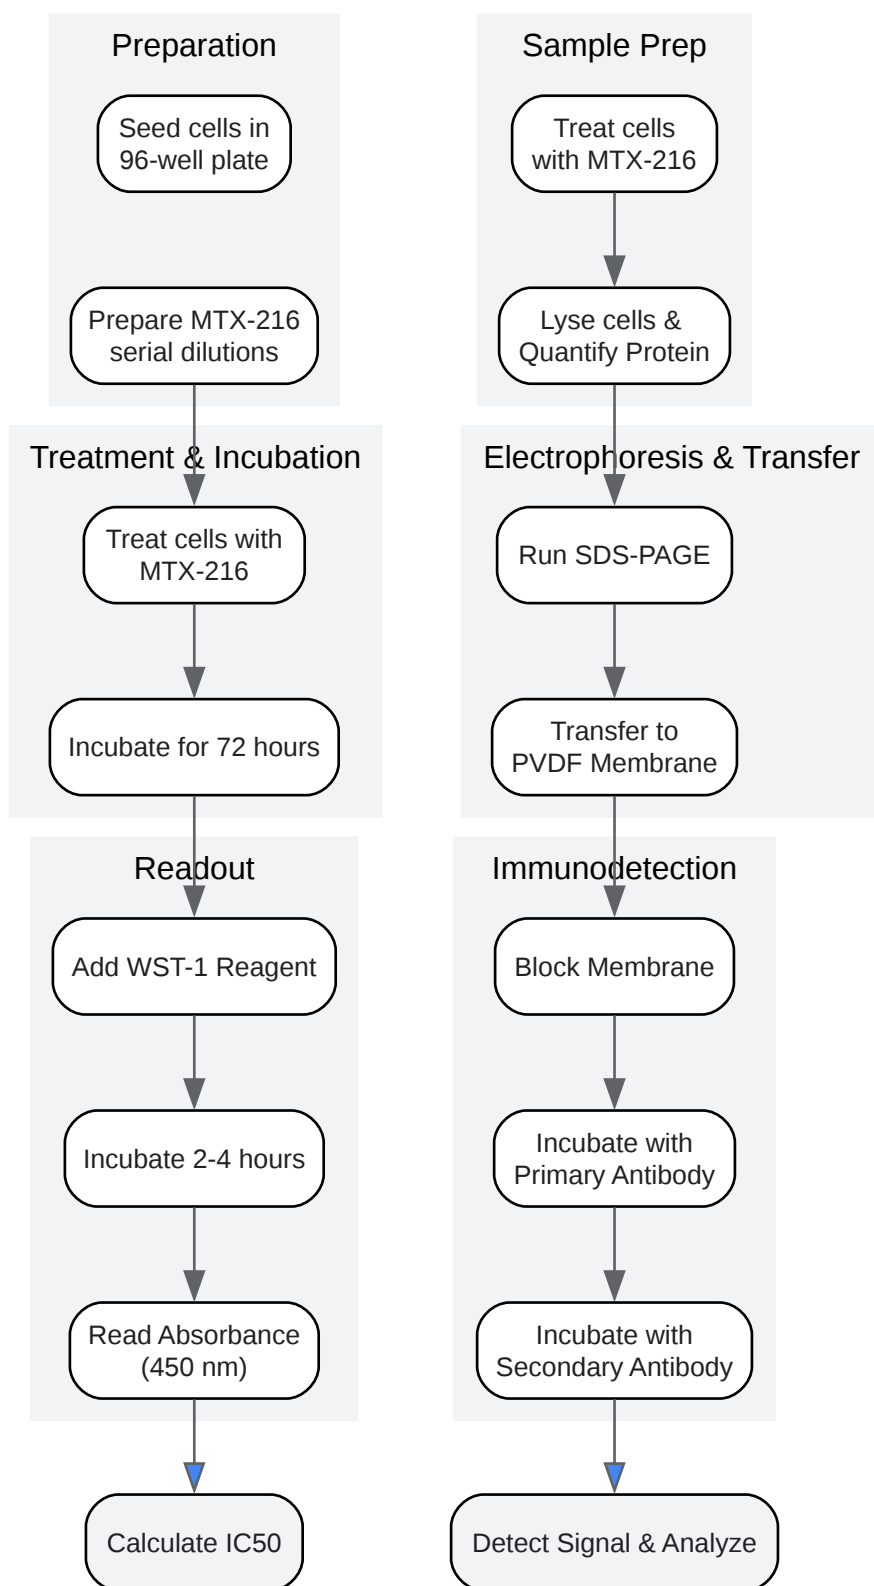 Preparation
Seed cells in
96-well plate
Prepare MTX-216
serial dilutions
Treatment & Incubation
Treat cells with
MTX-216
Incubate for 72 hours
Readout
Add WST-1 Reagent
Incubate 2-4 hours
Read Absorbance
(450 nm)
Calculate IC50
Sample Prep
Treat cells
with MTX-216
Lyse cells &
Quantify Protein
Electrophoresis & Transfer
Run SDS-PAGE
Transfer to
PVDF Membrane
Immunodetection
Block Membrane
Incubate with
Primary Antibody
Incubate with
Secondary Antibody
Detect Signal & Analyze